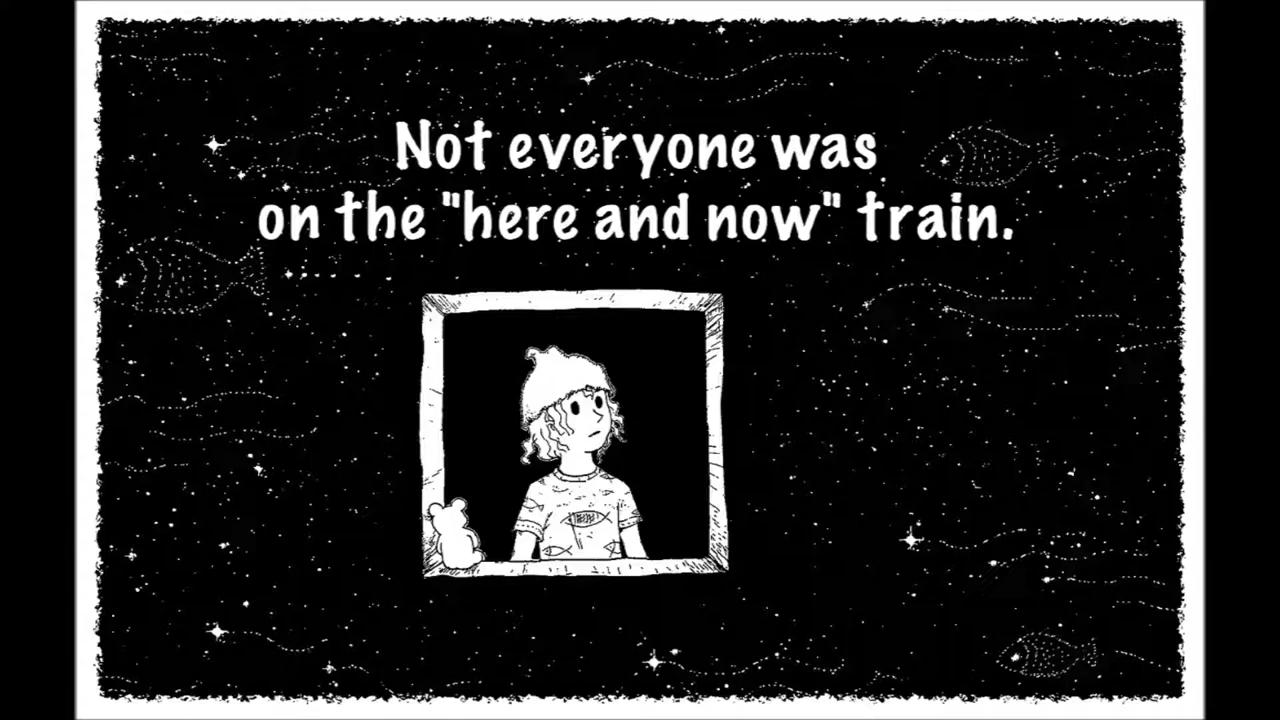 Not everyone was
on the "here and now" train.